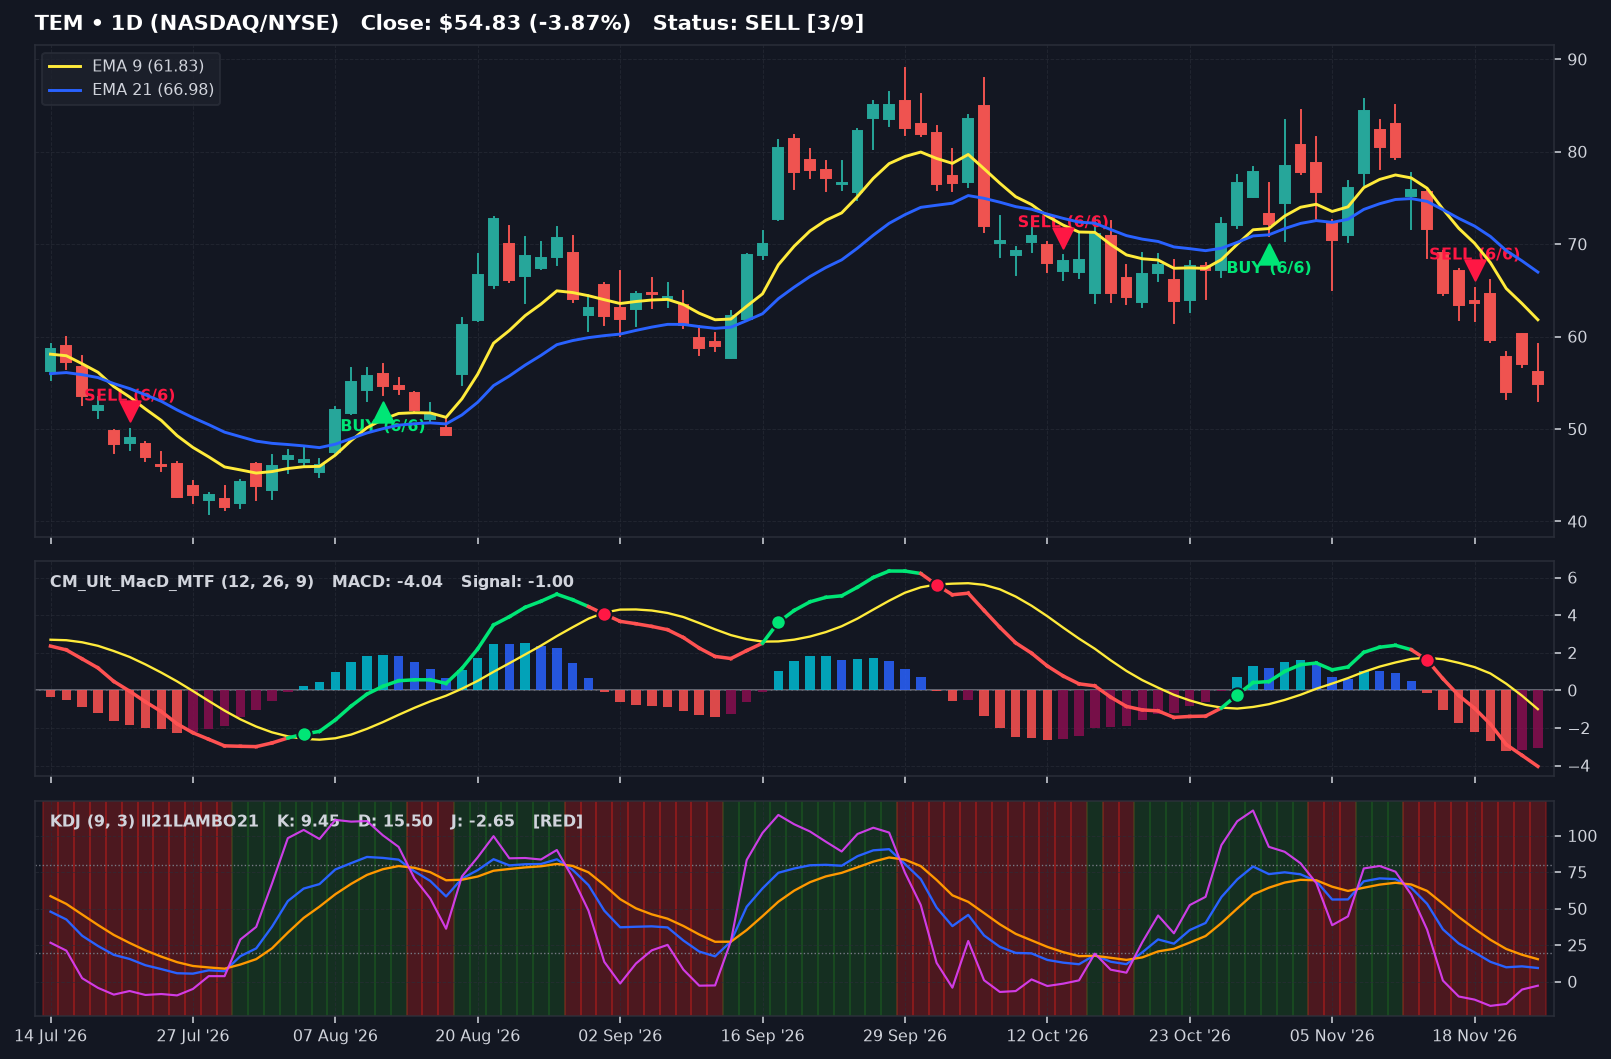 TEM • 1D (NASDAQ/NYSE)   Close: $54.83 (-3.87%)   Status: SELL [3/9]
EMA 9 (61.83)
EMA 21 (66.98)
90
80
70
60
50
40
SELL (6/6)
BUY (6/6)
SELL (6/6)
BUY (6/6)
SELL (6/6)
CM_Ult_MacD_MTF (12, 26, 9)   MACD: -4.04   Signal: -1.00
6
4
2
0
−2
−4
KDJ (9, 3) II21LAMBO21   K: 9.45   D: 15.50   J: -2.65   [RED]
100
75
50
25
0
14 Jul '26
27 Jul '26
07 Aug '26
20 Aug '26
02 Sep '26
16 Sep '26
29 Sep '26
12 Oct '26
23 Oct '26
05 Nov '26
18 Nov '26